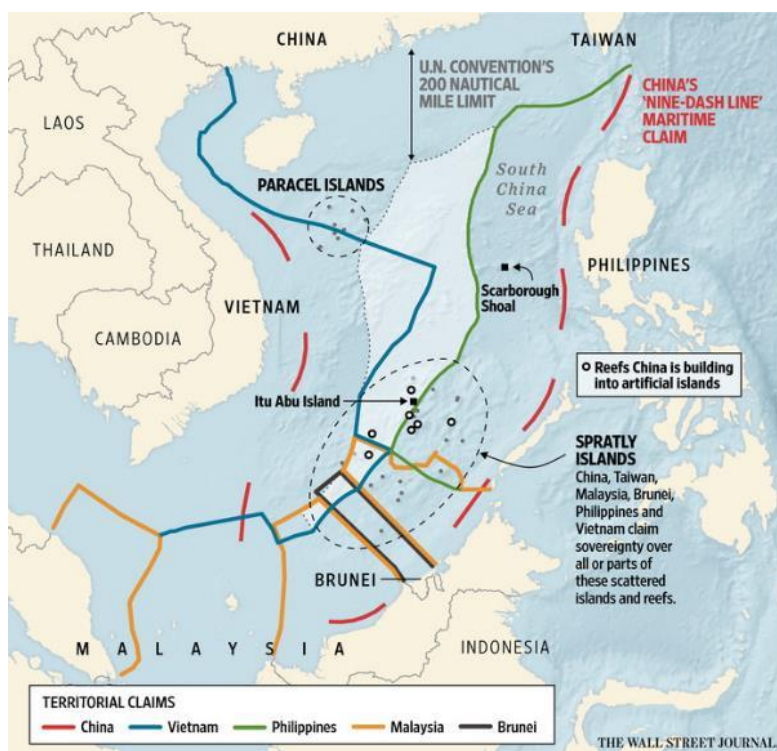 CHINA
TAIWAN
U.N. CONVENTION'S
200 NAUTICAL
MILE LIMIT
CHINA'S
'NINE-DASH LINE'
MARITIME
CLAIM
LAOS
South
China
Sea
PARACEL ISLANDS
THAILAND
PHILIPPINES
Scarborough
Shoal
VIETNAM
CAMBODIA
Reefs China is building
into artificial islands
Itu Abu Island
SPRATLY
ISLANDS
China, Taiwan,
Malaysia, Brunei,
Philippines and
Vietnam claim
sovereignty over
all or parts of
these scattered
islands and reefs.
BRUNEI
MALAYSIA
INDONESIA
TERRITORIAL CLAIMS
China Vietnam Philippines Malaysia Brunei
THE WALL STREET JOURNAL